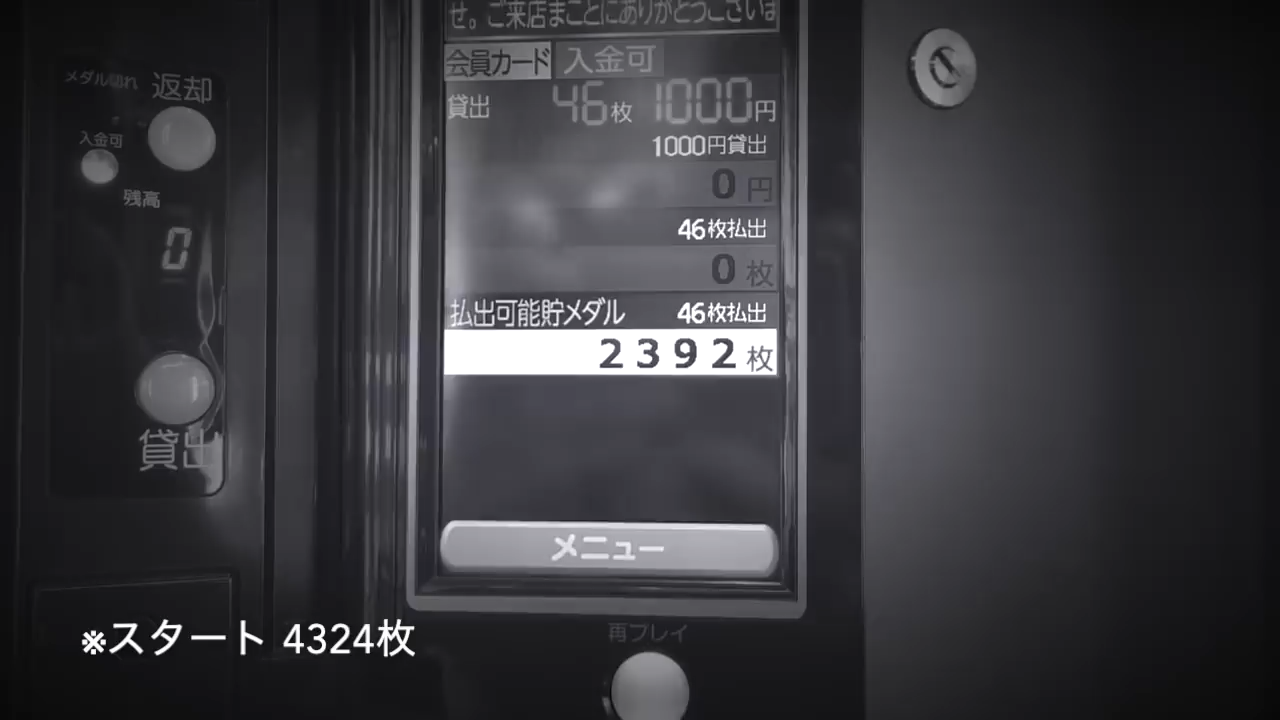 せ。ご来店まことにありがとうございま
会員カード 入金可
貸出 46枚 1000円
1000円貸出
0円
46枚払出
0枚
払出可能貯メダル 46枚払出
2392枚
メニュー
再プレイ
メダル切れ 返却
入金可
残高
0
貸出
※スタート 4324枚